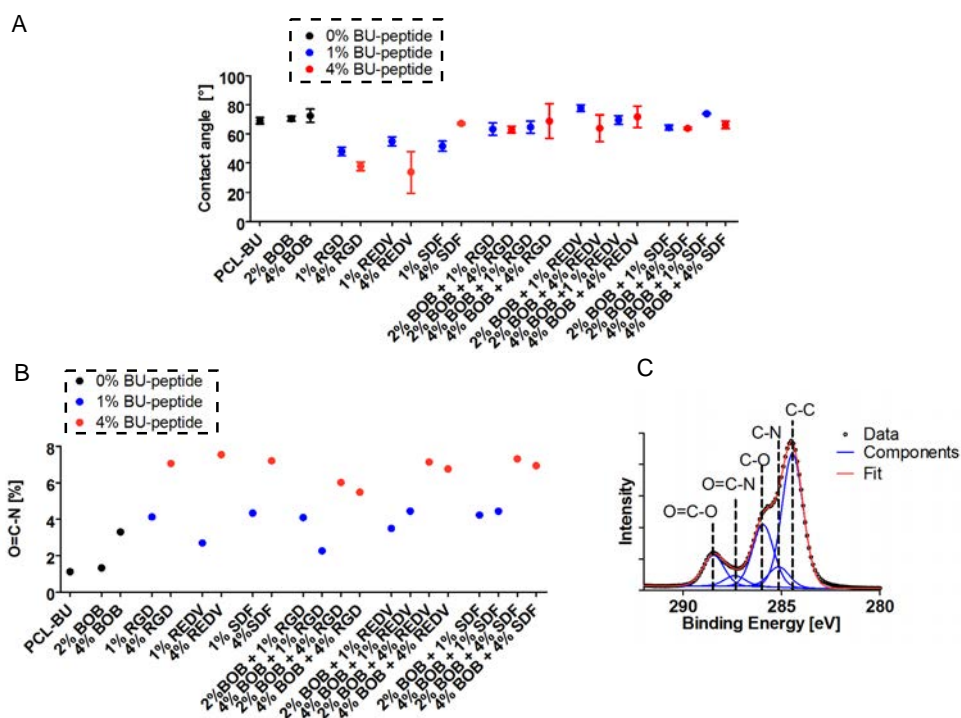 A
0% BU-peptide
1% BU-peptide
4% BU-peptide
Contact angle [°]
100
80
60
40
20
0
PCL-BU
2% BOB
4% BOB
1% RGD
4% RGD
1% REDV
4% REDV
1% SDF
4% SDF
2% BOB + 1% RGD
2% BOB + 4% RGD
4% BOB + 1% RGD
4% BOB + 4% RGD
2% BOB + 1% REDV
2% BOB + 4% REDV
4% BOB +1% REDV
4% BOB + 4% REDV
2% BOB + 1% SDF
2% BOB + 4% SDF
4% BOB + 1% SDF
4% BOB + 4% SDF
B
0% BU-peptide
1% BU-peptide
4% BU-peptide
O=C-N [%]
8
6
4
2
0
PCL-BU
2% BOB
4% BOB
1% RGD
4% RGD
1% REDV
4% REDV
1% SDF
4%SDF
2%BOB + 1% RGD
4% BOB + 1% RGD
2% BOB + 4% RGD
4% BOB + 4% RGD
2% BOB + 1% REDV
4% BOB + 1% REDV
2% BOB + 4% REDV
4% BOB + 4% REDV
2% BOB + 1% SDF
4% BOB + 1% SDF
2% BOB + 4% SDF
4% BOB + 4% SDF
C
C-C
C-N
C-O
O=C-N
O=C-O
Data
Components
Fit
Intensity
290
285
280
Binding Energy [eV]